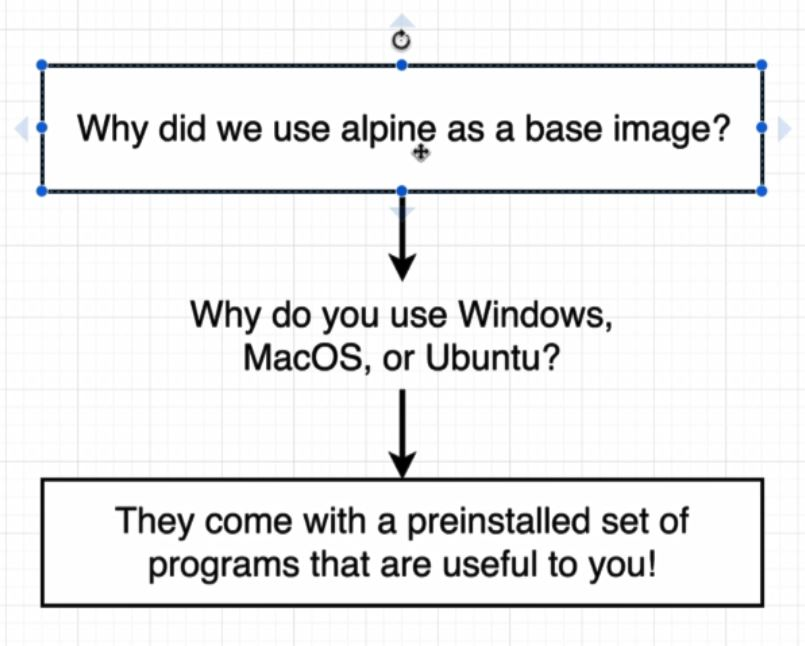 Why did we use alpine as a base image?
Why do you use Windows,
MacOS, or Ubuntu?
They come with a preinstalled set of
programs that are useful to you!